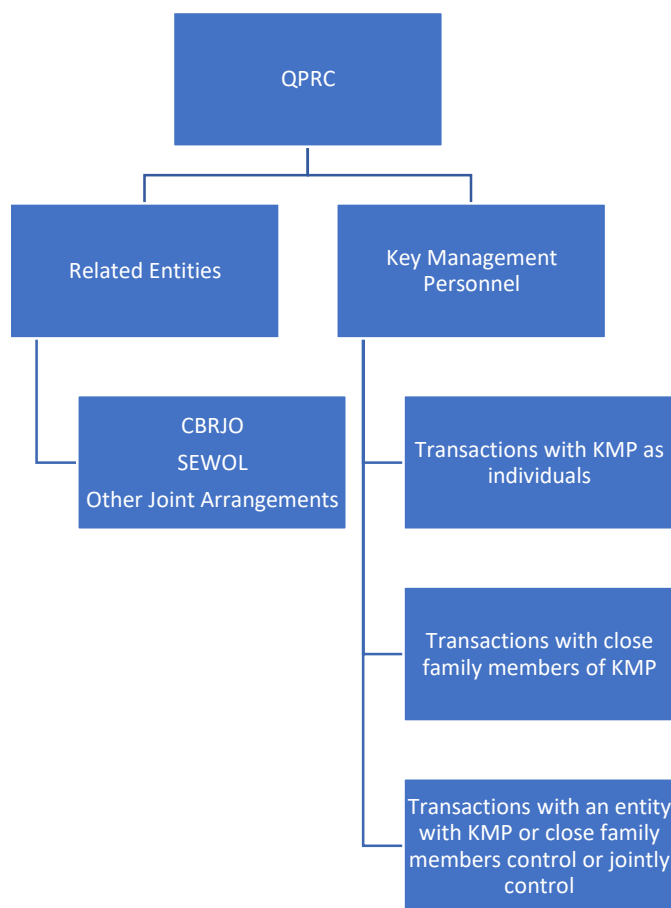 QPRC
Related Entities
Key Management
Personnel
CBRJO
SEWOL
Other Joint Arrangements
Transactions with KMP as
individuals
Transactions with close
family members of KMP
Transactions with an entity
with KMP or close family
members control or jointly
control